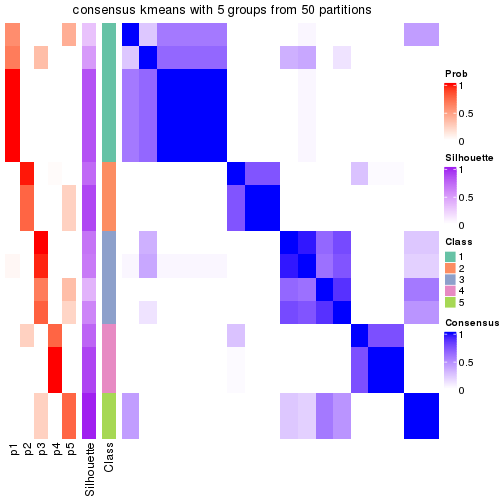 consensus kmeans with 5 groups from 50 partitions
Prob
1
0.5
0
Silhouette
1
0.5
0
Class
1
2
3
4
5
Consensus
1
0.5
0
p1
p2
p3
p4
p5
Silhouette
Class